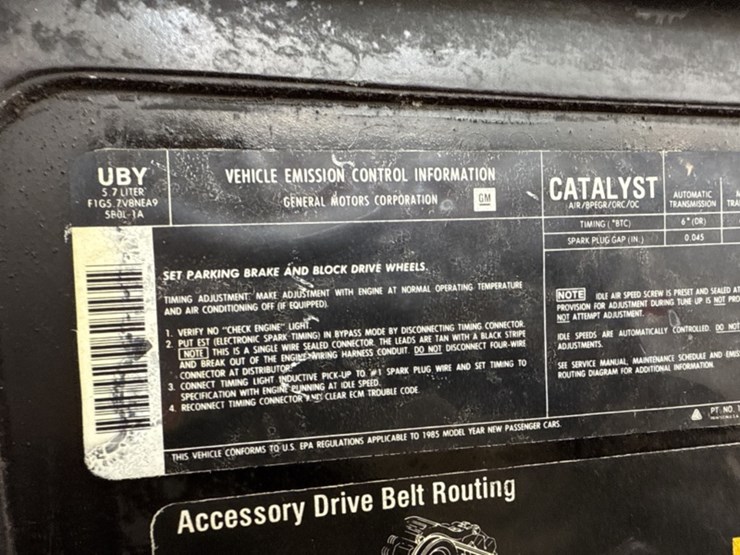 UBY
5.7 LITER
F1G5.7V8NEA9
5B0L-1A
VEHICLE EMISSION CONTROL INFORMATION
GENERAL MOTORS CORPORATION
GM
CATALYST
AIR/BPEGR/ORC/OC
AUTOMATIC
TRANSMISSION
TIMING (°BTC)
6° (DR)
SPARK PLUG GAP (IN.)
0.045
SET PARKING BRAKE AND BLOCK DRIVE WHEELS.
TIMING ADJUSTMENT: MAKE ADJUSTMENT WITH ENGINE AT NORMAL OPERATING TEMPERATURE
AND AIR CONDITIONING OFF (IF EQUIPPED).
1. VERIFY NO "CHECK ENGINE" LIGHT.
2. PUT EST (ELECTRONIC SPARK TIMING) IN BYPASS MODE BY DISCONNECTING TIMING CONNECTOR.
NOTE THIS IS A SINGLE WIRE SEALED CONNECTOR. THE LEADS ARE TAN WITH A BLACK STRIPE
AND BREAK OUT OF THE ENGINE WIRING HARNESS CONDUIT. DO NOT DISCONNECT FOUR-WIRE
CONNECTOR AT DISTRIBUTOR.
3. CONNECT TIMING LIGHT INDUCTIVE PICK-UP TO #1 SPARK PLUG WIRE AND SET TIMING TO
SPECIFICATION WITH ENGINE RUNNING AT IDLE SPEED.
4. RECONNECT TIMING CONNECTOR AND CLEAR ECM TROUBLE CODE.
NOTE IDLE AIR SPEED SCREW IS PRESET AND SEALED AT
PROVISION FOR ADJUSTMENT DURING TUNE UP IS NOT PRO
NOT ATTEMPT ADJUSTMENT.
IDLE SPEEDS ARE AUTOMATICALLY CONTROLLED. DO NOT
ADJUSTMENTS.
SEE SERVICE MANUAL, MAINTENANCE SCHEDULE AND EMIS
ROUTING DIAGRAM FOR ADDITIONAL INFORMATION.
THIS VEHICLE CONFORMS TO U.S. EPA REGULATIONS APPLICABLE TO 1985 MODEL YEAR NEW PASSENGER CARS.
PT. NO. 1
Accessory Drive Belt Routing